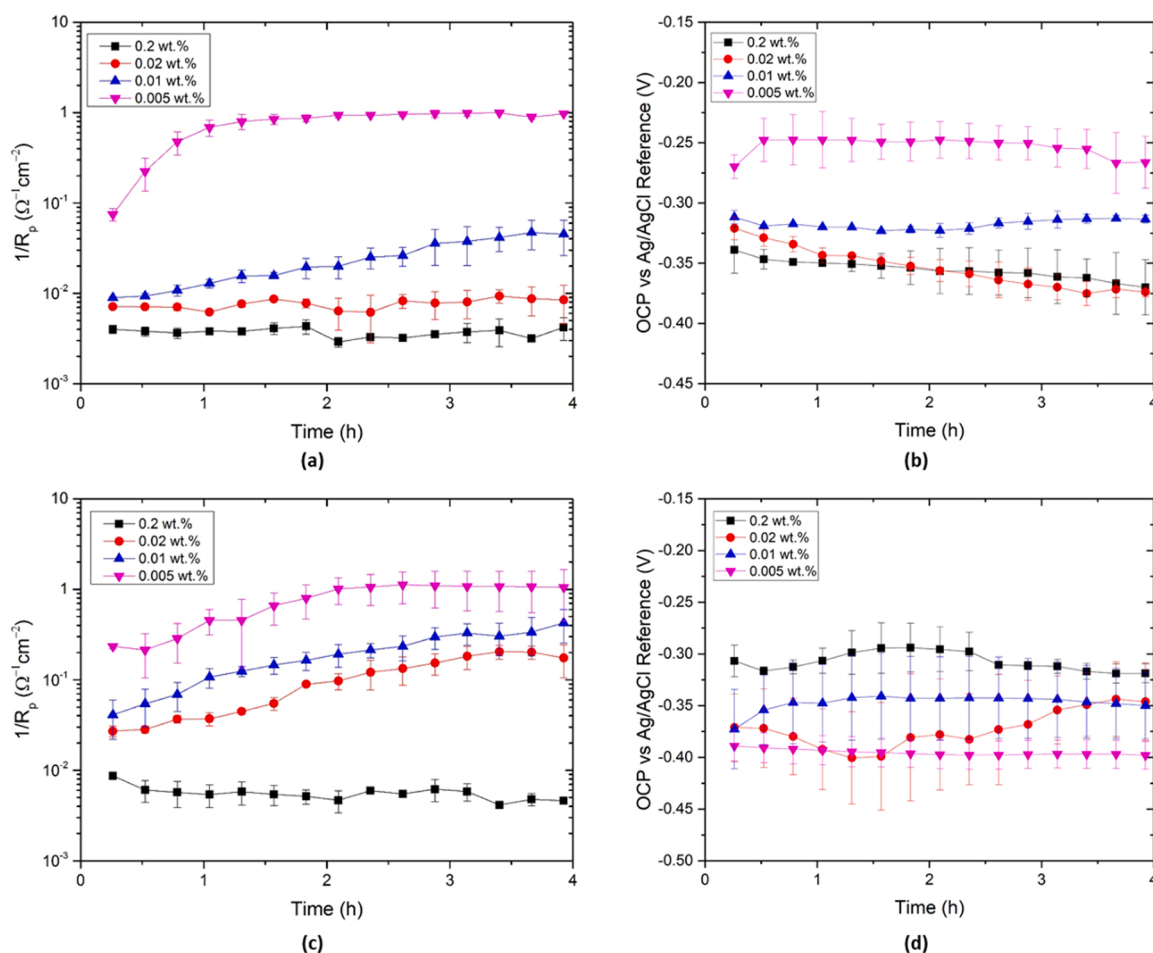 10
1
10⁻¹
10⁻²
10⁻³
1/Rₚ (Ω⁻¹cm⁻²)
0.2 wt.%
0.02 wt.%
0.01 wt.%
0.005 wt.%
0 1 2 3 4
Time (h)
(a)
-0.15
-0.20
-0.25
-0.30
-0.35
-0.40
-0.45
OCP vs Ag/AgCl Reference (V)
0.2 wt.%
0.02 wt.%
0.01 wt.%
0.005 wt.%
0 1 2 3 4
Time (h)
(b)
10
1
10⁻¹
10⁻²
10⁻³
1/Rₚ (Ω⁻¹cm⁻²)
0.2 wt.%
0.02 wt.%
0.01 wt.%
0.005 wt.%
0 1 2 3 4
Time (h)
(c)
-0.15
-0.20
-0.25
-0.30
-0.35
-0.40
-0.45
-0.50
OCP vs Ag/AgCl Reference (V)
0.2 wt.%
0.02 wt.%
0.01 wt.%
0.005 wt.%
0 1 2 3 4
Time (h)
(d)